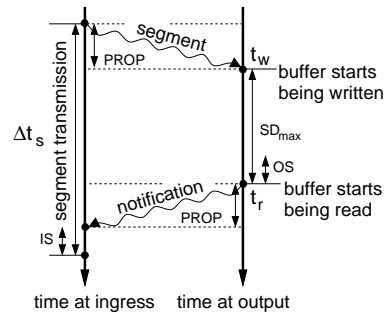 segment
t_w
PROP
buffer starts
being written
segment transmission
Δt_s
SD_max
OS
notification
t_r
buffer starts
being read
PROP
IS
time at ingress
time at output